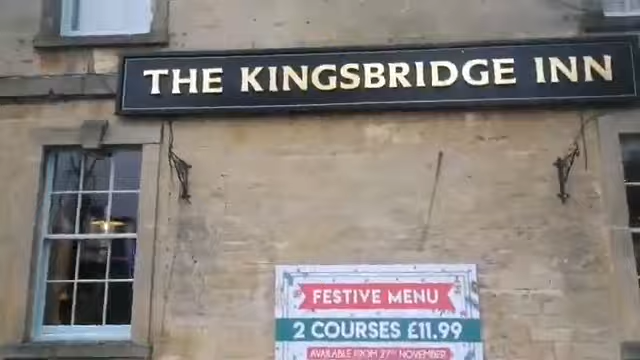 THE KINGSBRIDGE INN
FESTIVE MENU
2 COURSES £11.99
AVAILABLE FROM 27TH NOVEMBER